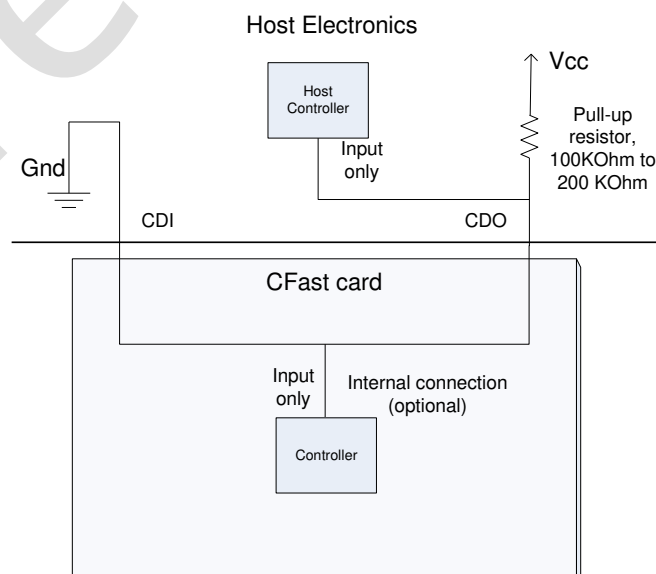 Host Electronics
Vcc
Host
Controller
Pull-up
resistor,
100KOhm to
200 KOhm
Input
only
Gnd
CDI
CDO
CFast card
Input
only
Internal connection
(optional)
Controller